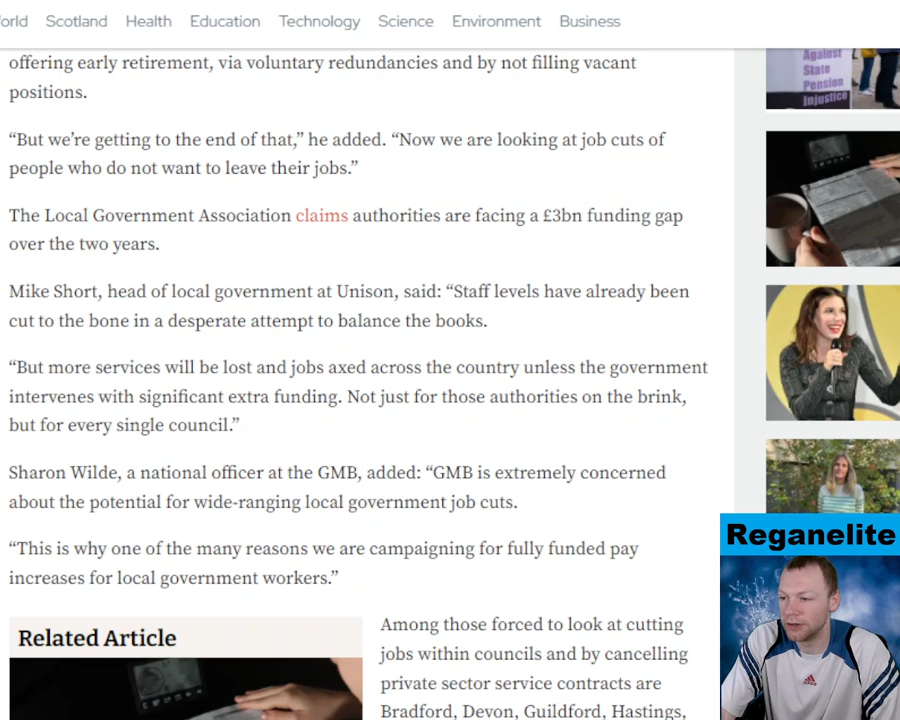 Scotland Health Education Technology Science Environment Business
Against
State
Pension
Injustice
offering early retirement, via voluntary redundancies and by not filling vacant
positions.
“But we’re getting to the end of that,” he added. “Now we are looking at job cuts of
people who do not want to leave their jobs.”
The Local Government Association claims authorities are facing a £3bn funding gap
over the two years.
Mike Short, head of local government at Unison, said: “Staff levels have already been
cut to the bone in a desperate attempt to balance the books.
“But more services will be lost and jobs axed across the country unless the government
intervenes with significant extra funding. Not just for those authorities on the brink,
but for every single council.”
Sharon Wilde, a national officer at the GMB, added: “GMB is extremely concerned
about the potential for wide-ranging local government job cuts.
“This is why one of the many reasons we are campaigning for fully funded pay
increases for local government workers.”
Related Article
Among those forced to look at cutting
jobs within councils and by cancelling
private sector service contracts are
Bradford, Devon, Guildford, Hastings,
Reganelite